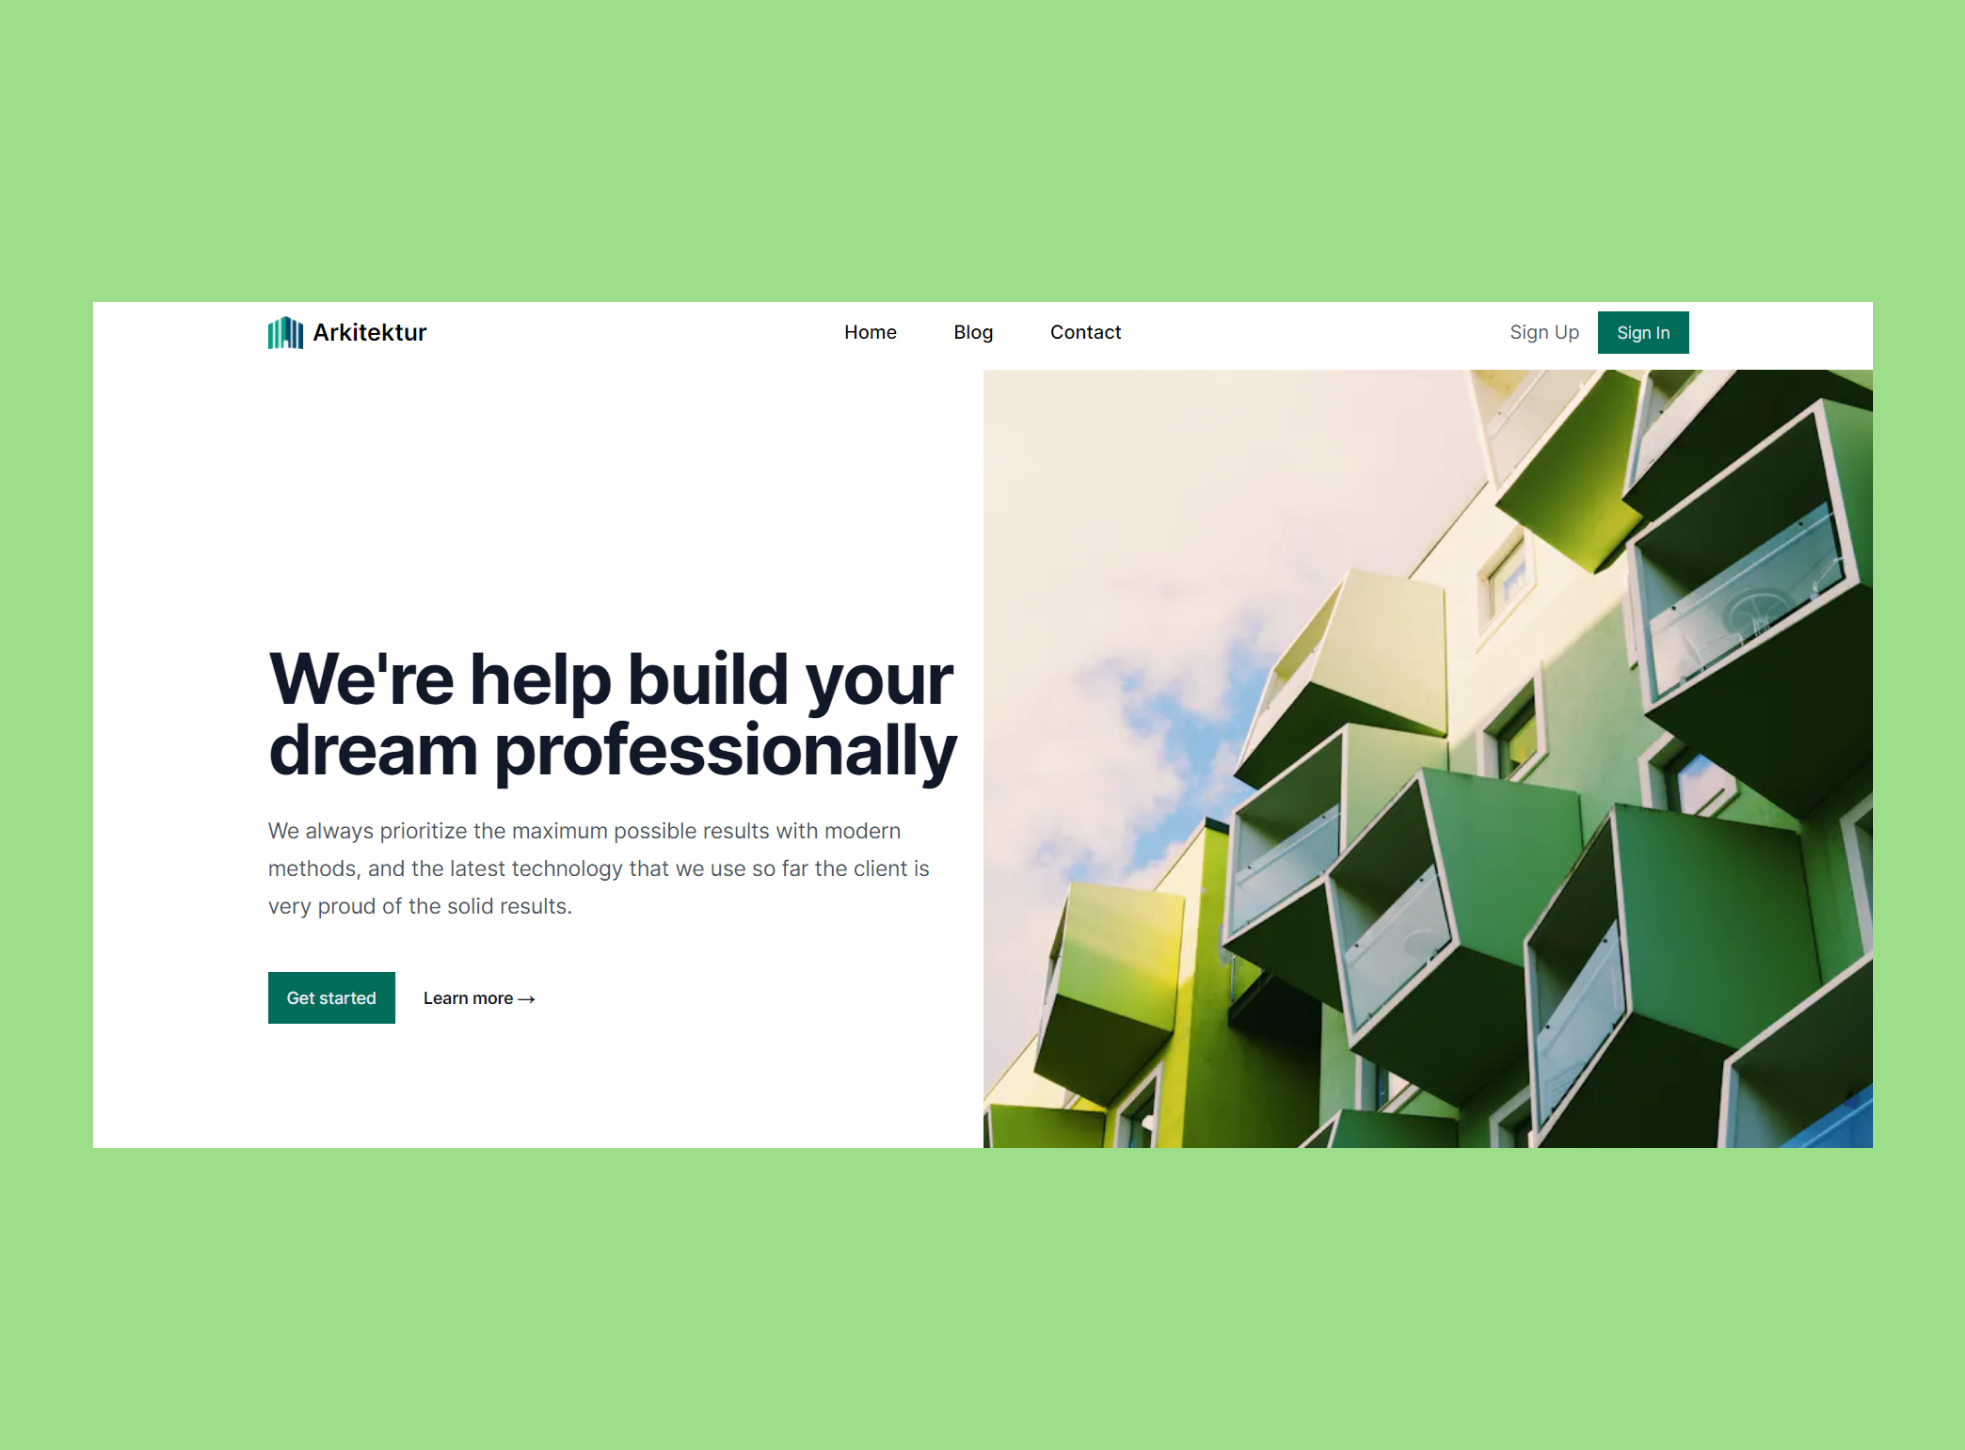 Arkitektur
Home Blog Contact
Sign Up Sign In
We're help build your
dream professionally
We always prioritize the maximum possible results with modern
methods, and the latest technology that we use so far the client is
very proud of the solid results.
Get started Learn more →